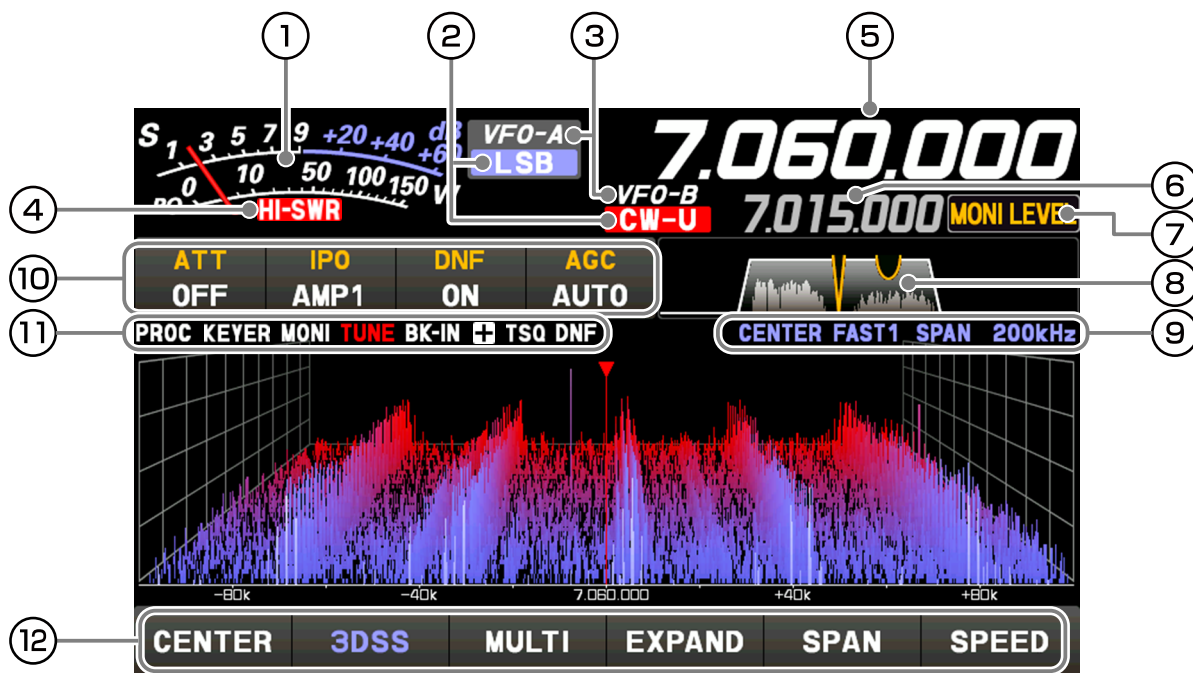 1 2 3 5
S 1 3 5 7 9 +20 +40 +60 dB
PO 0 10 50 100 150 W
HI-SWR
VFO-A
LSB
7.060.000
VFO-B
CW-U
7.015.000
MONI LEVEL
4 6 7
10
ATT IPO DNF AGC
OFF AMP1 ON AUTO
8
11
PROC KEYER MONI TUNE BK-IN + TSQ DNF
CENTER FAST1 SPAN 200kHz
9
-80k -40k 7.060.000 +40k +80k
12
CENTER 3DSS MULTI EXPAND SPAN SPEED